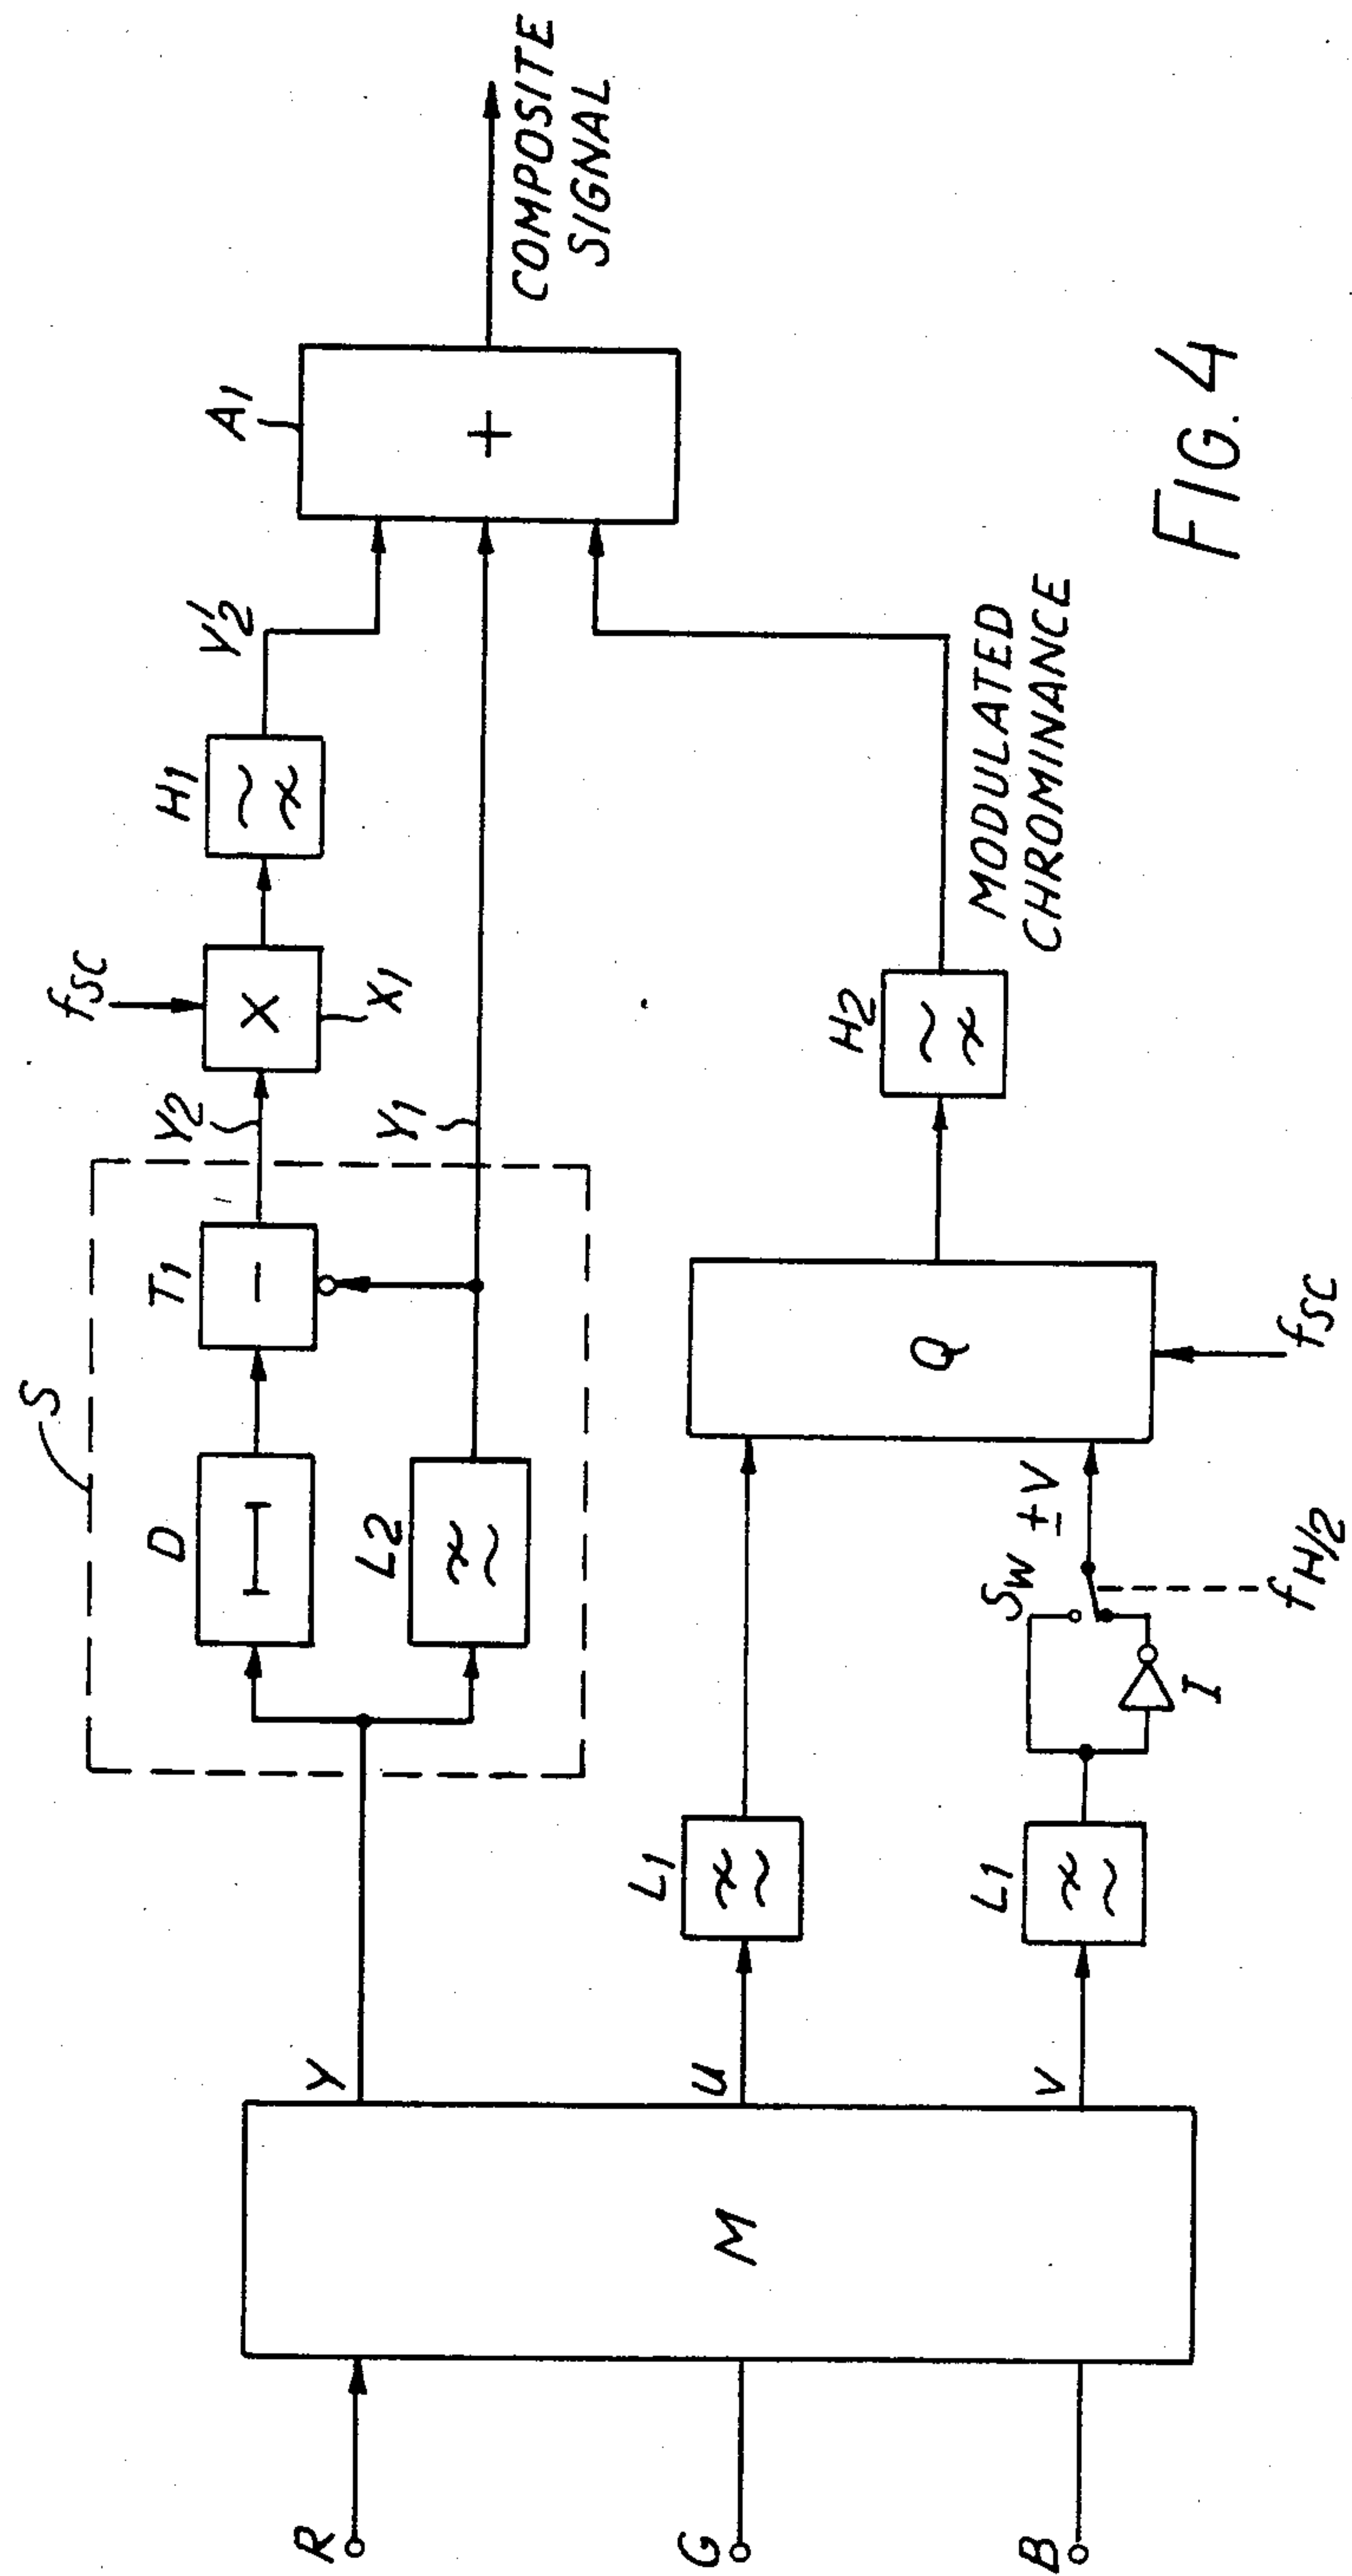 R
G
B
M
Y
U
V
L1
L1
S
D
L2
T1
−
I
SW
±V
fH/2
Q
fSC
Y2
Y1
fSC
X
X1
H1
H2
Y'2
MODULATED
CHROMINANCE
A1
+
COMPOSITE
SIGNAL
FIG. 4